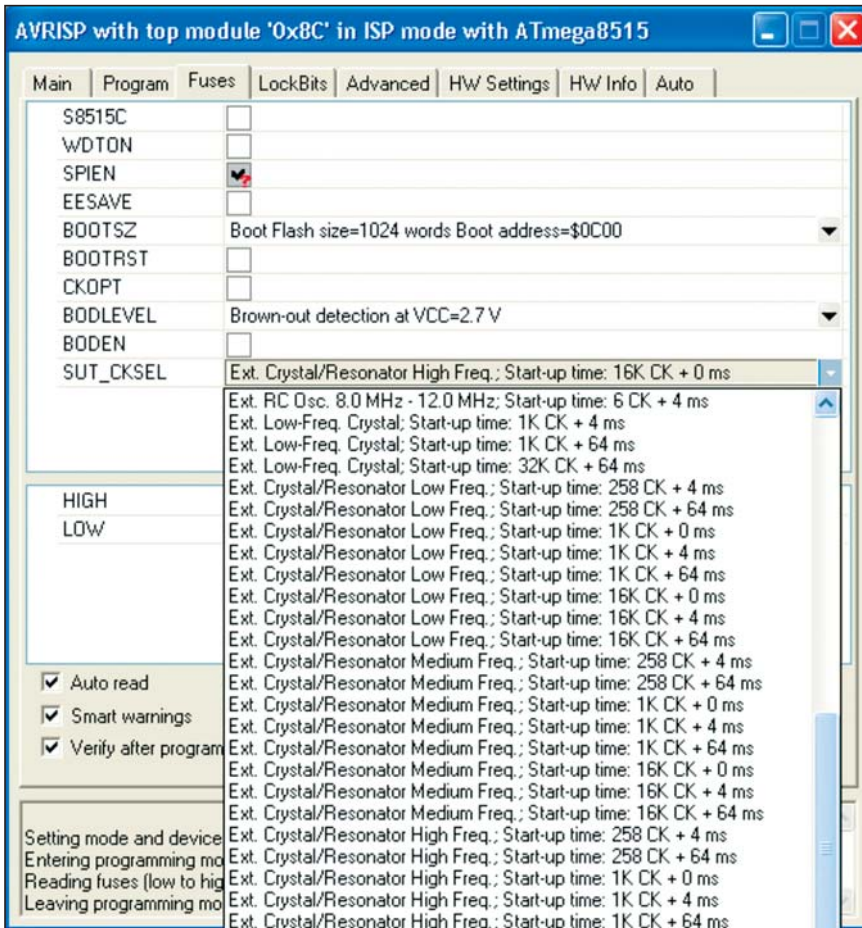 AVRISP with top module '0x8C' in ISP mode with ATmega8515
Main Program Fuses LockBits Advanced HW Settings HW Info Auto
S8515C
WDTON
SPIEN
EESAVE
BOOTSZ Boot Flash size=1024 words Boot address=$0C00
BOOTRST
CKOPT
BODLEVEL Brown-out detection at VCC=2.7 V
BODEN
SUT_CKSEL Ext. Crystal/Resonator High Freq.; Start-up time: 16K CK + 0 ms
Ext. RC Osc. 8.0 MHz - 12.0 MHz; Start-up time: 6 CK + 4 ms
Ext. Low-Freq. Crystal; Start-up time: 1K CK + 4 ms
Ext. Low-Freq. Crystal; Start-up time: 1K CK + 64 ms
Ext. Low-Freq. Crystal; Start-up time: 32K CK + 64 ms
Ext. Crystal/Resonator Low Freq.; Start-up time: 258 CK + 4 ms
Ext. Crystal/Resonator Low Freq.; Start-up time: 258 CK + 64 ms
Ext. Crystal/Resonator Low Freq.; Start-up time: 1K CK + 0 ms
Ext. Crystal/Resonator Low Freq.; Start-up time: 1K CK + 4 ms
Ext. Crystal/Resonator Low Freq.; Start-up time: 1K CK + 64 ms
Ext. Crystal/Resonator Low Freq.; Start-up time: 16K CK + 0 ms
Ext. Crystal/Resonator Low Freq.; Start-up time: 16K CK + 4 ms
Ext. Crystal/Resonator Low Freq.; Start-up time: 16K CK + 64 ms
Ext. Crystal/Resonator Medium Freq.; Start-up time: 258 CK + 4 ms
Ext. Crystal/Resonator Medium Freq.; Start-up time: 258 CK + 64 ms
Ext. Crystal/Resonator Medium Freq.; Start-up time: 1K CK + 0 ms
Ext. Crystal/Resonator Medium Freq.; Start-up time: 1K CK + 4 ms
Ext. Crystal/Resonator Medium Freq.; Start-up time: 1K CK + 64 ms
Ext. Crystal/Resonator Medium Freq.; Start-up time: 16K CK + 0 ms
Ext. Crystal/Resonator Medium Freq.; Start-up time: 16K CK + 4 ms
Ext. Crystal/Resonator Medium Freq.; Start-up time: 16K CK + 64 ms
Ext. Crystal/Resonator High Freq.; Start-up time: 258 CK + 4 ms
Ext. Crystal/Resonator High Freq.; Start-up time: 258 CK + 64 ms
Ext. Crystal/Resonator High Freq.; Start-up time: 1K CK + 0 ms
Ext. Crystal/Resonator High Freq.; Start-up time: 1K CK + 4 ms
Ext. Crystal/Resonator High Freq.; Start-up time: 1K CK + 64 ms
HIGH
LOW
Auto read
Smart warnings
Verify after program
Setting mode and device
Entering programming mo
Reading fuses (low to hig
Leaving programming mo